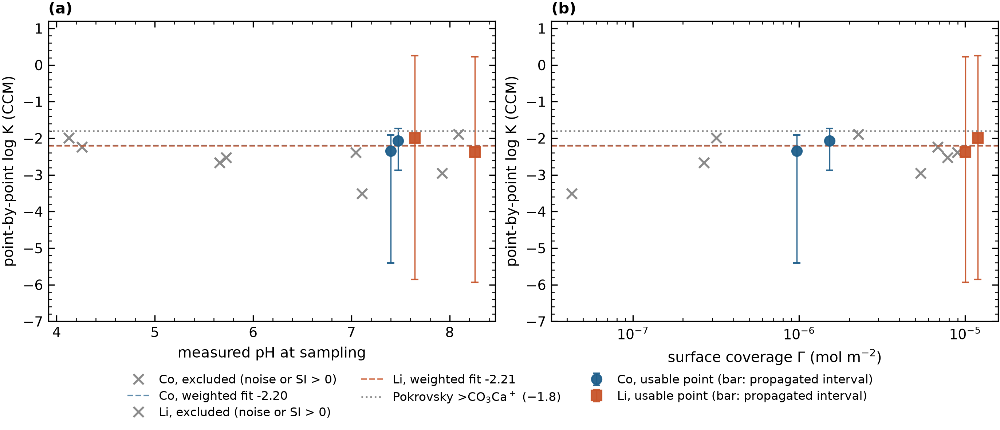 (a)
(b)
point-by-point log K (CCM)
1
0
−1
−2
−3
−4
−5
−6
−7
4 5 6 7 8
measured pH at sampling
point-by-point log K (CCM)
1
0
−1
−2
−3
−4
−5
−6
−7
10⁻⁷ 10⁻⁶ 10⁻⁵
surface coverage Γ (mol m⁻²)
Co, excluded (noise or SI > 0)
Co, weighted fit -2.20
Li, excluded (noise or SI > 0)
Li, weighted fit -2.21
Pokrovsky >CO₃Ca⁺ (−1.8)
Co, usable point (bar: propagated interval)
Li, usable point (bar: propagated interval)